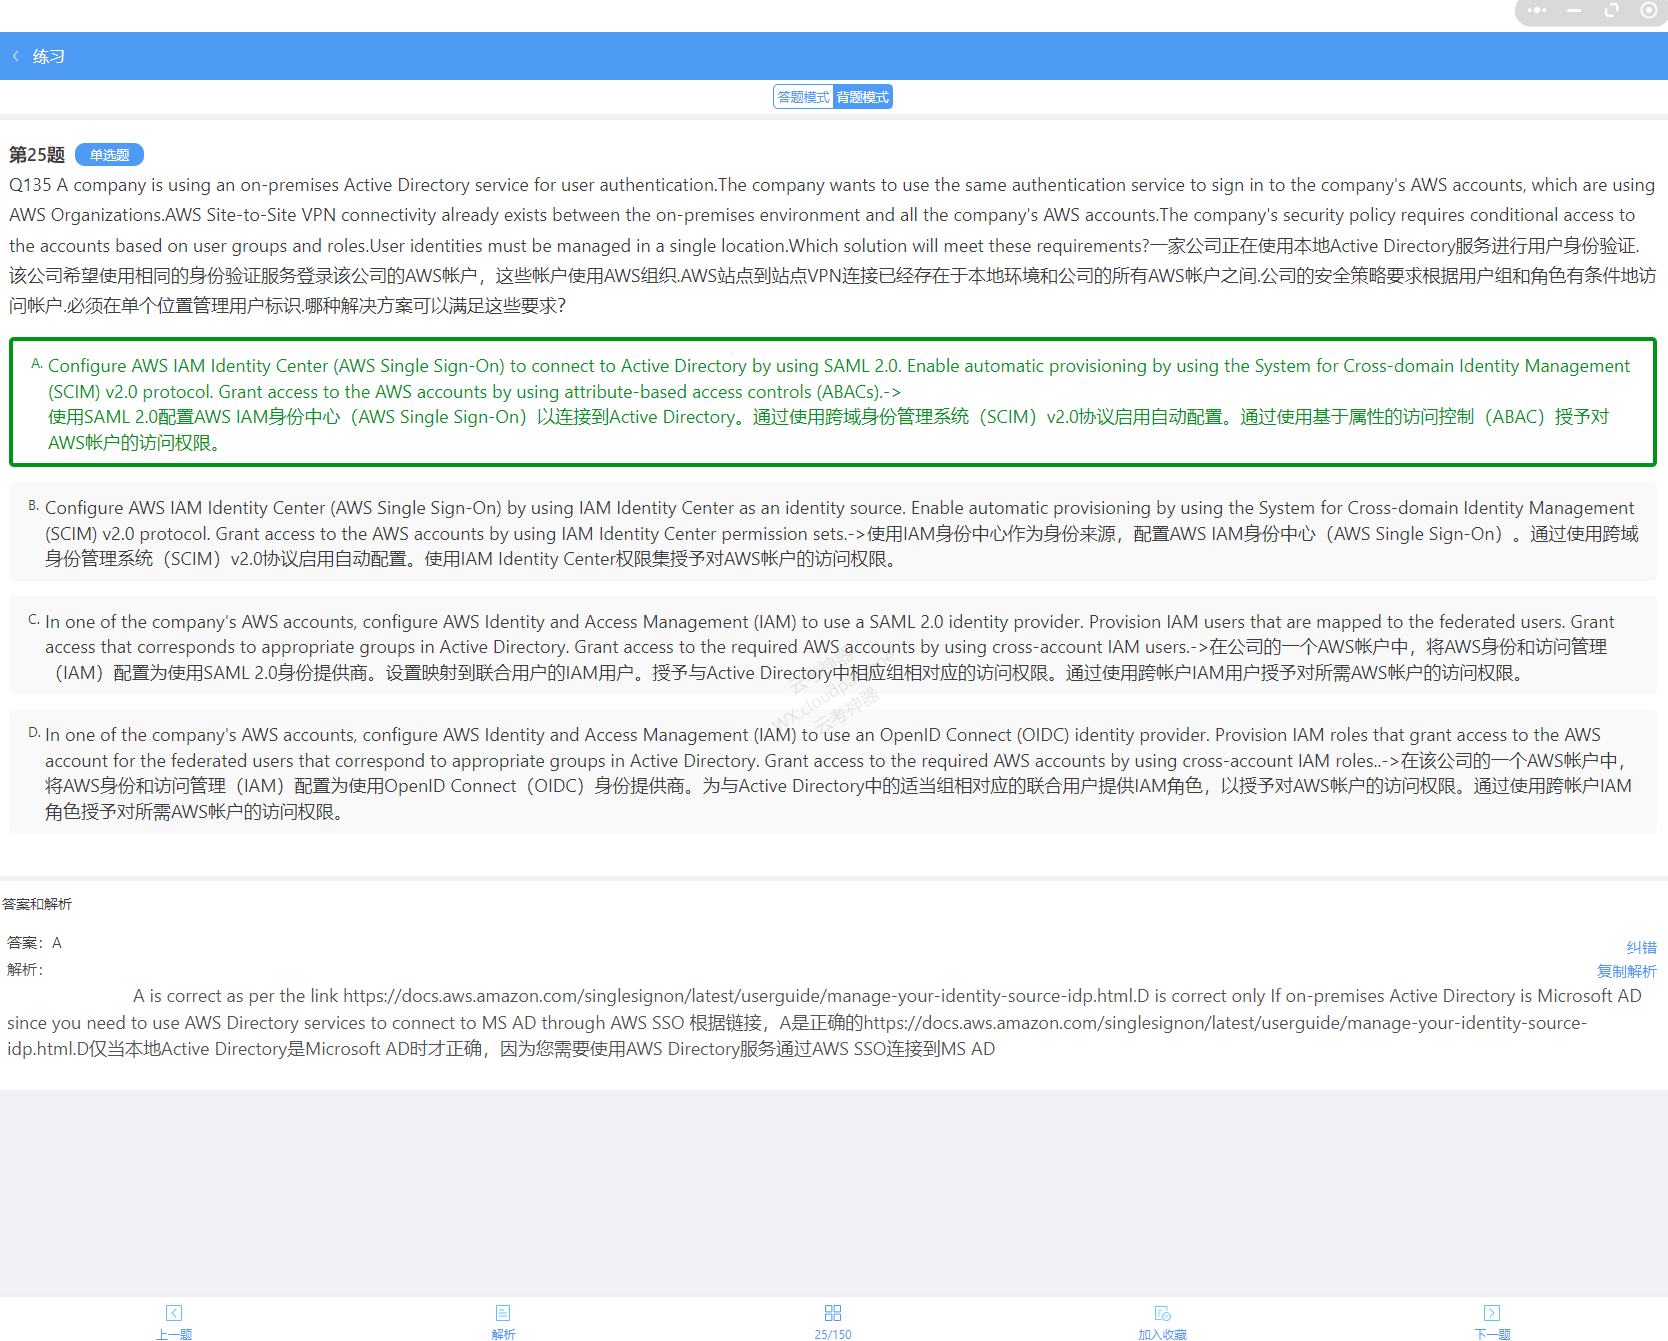 练习
答题模式 背题模式
第25题 单选题
Q135 A company is using an on-premises Active Directory service for user authentication.The company wants to use the same authentication service to sign in to the company's AWS accounts, which are using
AWS Organizations.AWS Site-to-Site VPN connectivity already exists between the on-premises environment and all the company's AWS accounts.The company's security policy requires conditional access to
the accounts based on user groups and roles.User identities must be managed in a single location.Which solution will meet these requirements?一家公司正在使用本地Active Directory服务进行用户身份验证.
该公司希望使用相同的身份验证服务登录该公司的AWS帐户，这些帐户使用AWS组织.AWS站点到站点VPN连接已经存在于本地环境和公司的所有AWS帐户之间.公司的安全策略要求根据用户组和角色有条件地访
问帐户.必须在单个位置管理用户标识.哪种解决方案可以满足这些要求?
A. Configure AWS IAM Identity Center (AWS Single Sign-On) to connect to Active Directory by using SAML 2.0. Enable automatic provisioning by using the System for Cross-domain Identity Management
(SCIM) v2.0 protocol. Grant access to the AWS accounts by using attribute-based access controls (ABACs).->
使用SAML 2.0配置AWS IAM身份中心（AWS Single Sign-On）以连接到Active Directory。通过使用跨域身份管理系统（SCIM）v2.0协议启用自动配置。通过使用基于属性的访问控制（ABAC）授予对
AWS帐户的访问权限。
B. Configure AWS IAM Identity Center (AWS Single Sign-On) by using IAM Identity Center as an identity source. Enable automatic provisioning by using the System for Cross-domain Identity Management
(SCIM) v2.0 protocol. Grant access to the AWS accounts by using IAM Identity Center permission sets.->使用IAM身份中心作为身份来源，配置AWS IAM身份中心（AWS Single Sign-On）。通过使用跨域
身份管理系统（SCIM）v2.0协议启用自动配置。使用IAM Identity Center权限集授予对AWS帐户的访问权限。
C. In one of the company's AWS accounts, configure AWS Identity and Access Management (IAM) to use a SAML 2.0 identity provider. Provision IAM users that are mapped to the federated users. Grant
access that corresponds to appropriate groups in Active Directory. Grant access to the required AWS accounts by using cross-account IAM users.->在公司的一个AWS帐户中，将AWS身份和访问管理
（IAM）配置为使用SAML 2.0身份提供商。设置映射到联合用户的IAM用户。授予与Active Directory中相应组相对应的访问权限。通过使用跨帐户IAM用户授予对所需AWS帐户的访问权限。
D. In one of the company's AWS accounts, configure AWS Identity and Access Management (IAM) to use an OpenID Connect (OIDC) identity provider. Provision IAM roles that grant access to the AWS
account for the federated users that correspond to appropriate groups in Active Directory. Grant access to the required AWS accounts by using cross-account IAM roles..->在该公司的一个AWS帐户中，
将AWS身份和访问管理（IAM）配置为使用OpenID Connect（OIDC）身份提供商。为与Active Directory中的适当组相对应的联合用户提供IAM角色，以授予对AWS帐户的访问权限。通过使用跨帐户IAM
角色授予对所需AWS帐户的访问权限。
云考神器
答案和解析
答案：A
纠错
解析：
复制解析
A is correct as per the link https://docs.aws.amazon.com/singlesignon/latest/userguide/manage-your-identity-source-idp.html.D is correct only If on-premises Active Directory is Microsoft AD
since you need to use AWS Directory services to connect to MS AD through AWS SSO 根据链接，A是正确的https://docs.aws.amazon.com/singlesignon/latest/userguide/manage-your-identity-source-
idp.html.D仅当本地Active Directory是Microsoft AD时才正确，因为您需要使用AWS Directory服务通过AWS SSO连接到MS AD
上一题 解析 25/150 加入收藏 下一题